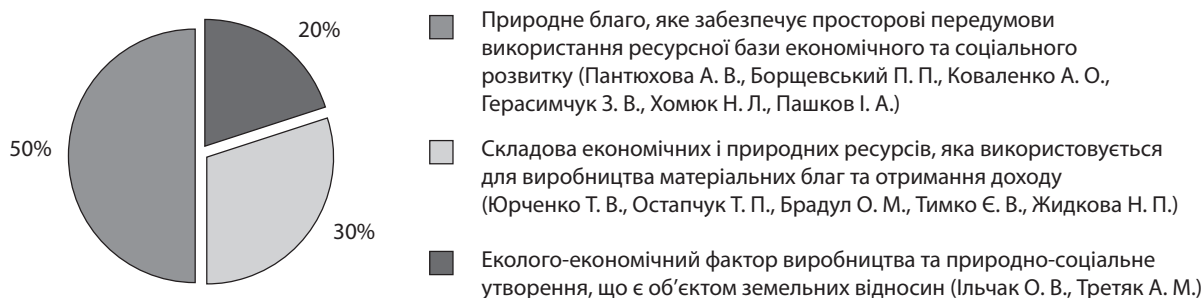 20%
50%
30%
Природне благо, яке забезпечує просторові передумови
використання ресурсної бази економічного та соціального
розвитку (Пантюхова А. В., Борщевський П. П., Коваленко А. О.,
Герасимчук З. В., Хомюк Н. Л., Пашков І. А.)
Складова економічних і природних ресурсів, яка використовується
для виробництва матеріальних благ та отримання доходу
(Юрченко Т. В., Остапчук Т. П., Брадул О. М., Тимко Є. В., Жидкова Н. П.)
Еколого-економічний фактор виробництва та природно-соціальне
утворення, що є об’єктом земельних відносин (Ільчак О. В., Третяк А. М.)